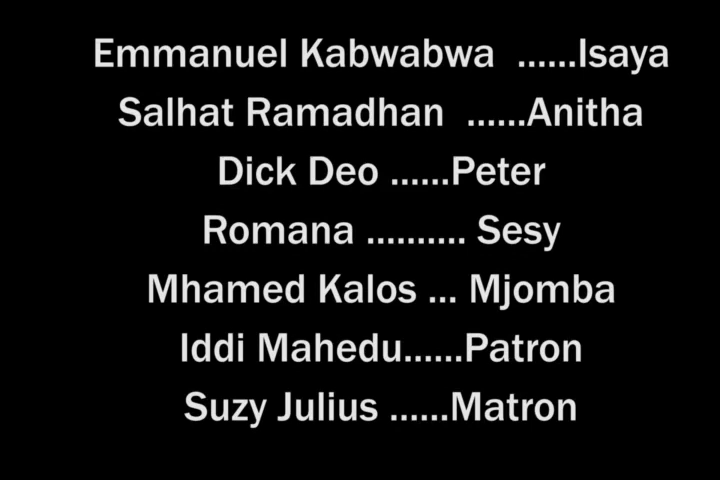 Emmanuel Kabwabwa ......Isaya
Salhat Ramadhan ......Anitha
Dick Deo ......Peter
Romana .......... Sesy
Mhamed Kalos ... Mjomba
Iddi Mahedu......Patron
Suzy Julius ......Matron